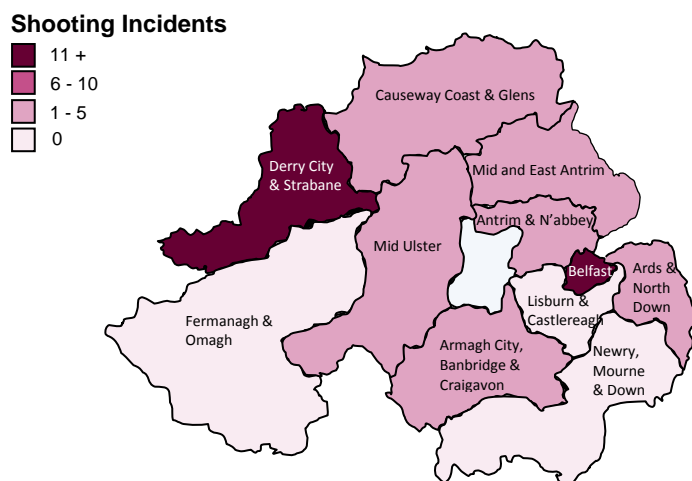 Shooting Incidents
11 +
6 - 10
1 - 5
0
Causeway Coast & Glens
Derry City
& Strabane
Mid and East Antrim
Antrim & N'abbey
Mid Ulster
Belfast
Ards &
North
Down
Lisburn &
Castlereagh
Fermanagh &
Omagh
Armagh City,
Banbridge &
Craigavon
Newry,
Mourne
& Down